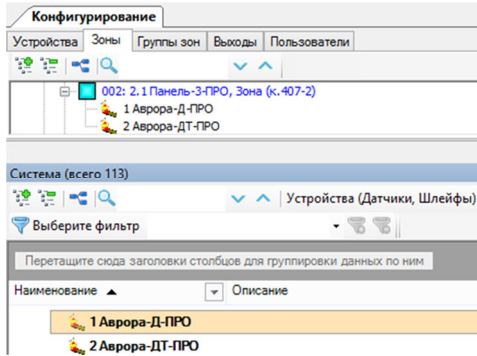 Конфигурирование
Устройства Зоны Группы зон Выходы Пользователи
002: 2.1 Панель-3-ПРО, Зона (к.407-2)
1 Аврора-Д-ПРО
2 Аврора-ДТ-ПРО
Система (всего 113)
Устройства (Датчики, Шлейфы)
Выберите фильтр
Перетащите сюда заголовки столбцов для группировки данных по ним
Наименование Описание
1 Аврора-Д-ПРО
2 Аврора-ДТ-ПРО